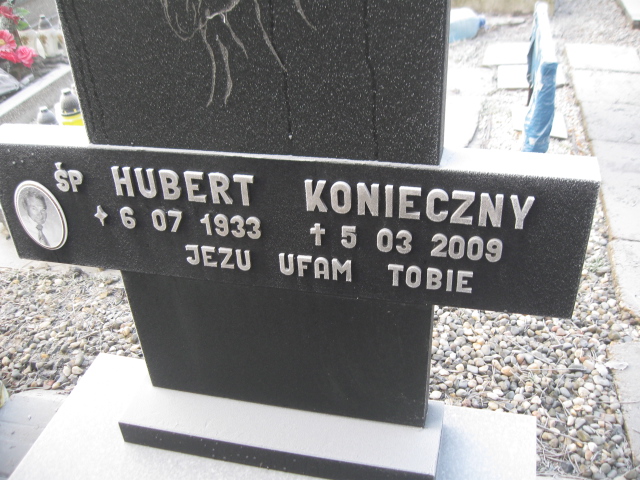 ŚP HUBERT KONIECZNY
6 07 1933 † 5 03 2009
JEZU UFAM TOBIE